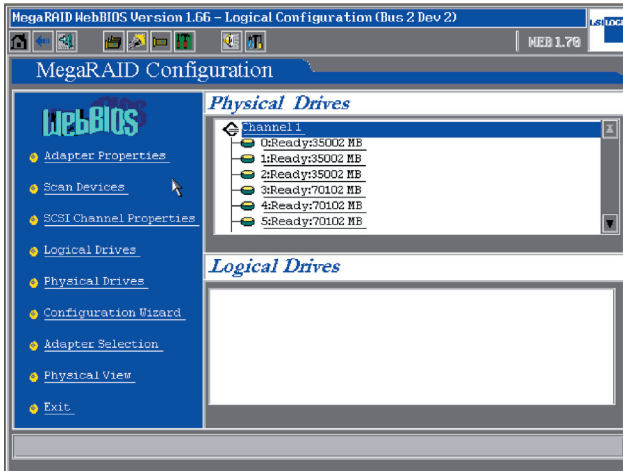 MegaRAID WebBIOS Version 1.66 - Logical Configuration (Bus 2 Dev 2)
LSI LOGIC
WEB 1.70
MegaRAID Configuration
WebBIOS
Adapter Properties
Scan Devices
SCSI Channel Properties
Logical Drives
Physical Drives
Configuration Wizard
Adapter Selection
Physical View
Exit
Physical Drives
Channel 1
0:Ready:35002 MB
1:Ready:35002 MB
2:Ready:35002 MB
3:Ready:70102 MB
4:Ready:70102 MB
5:Ready:70102 MB
Logical Drives